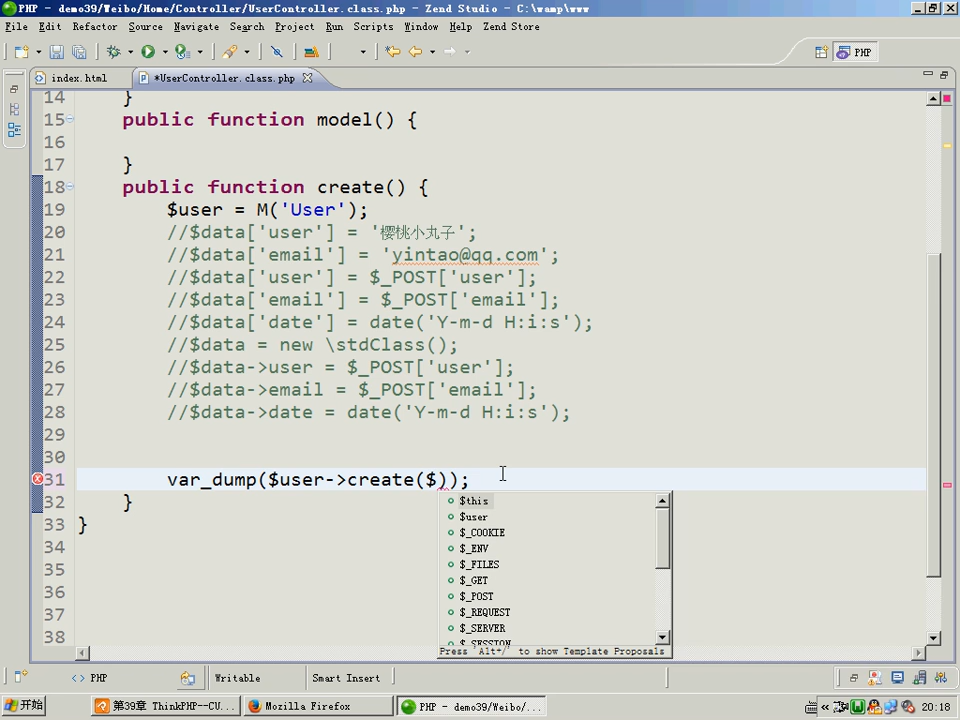 PHP - demo39/Weibo/Home/Controller/UserController.class.php - Zend Studio - C:\wamp\www
File Edit Refactor Source Navigate Search Project Run Scripts Window Help Zend Store
PHP
index.html *UserController.class.php
14 }
15 public function model() {
16
17 }
18 public function create() {
19 $user = M('User');
20 //$data['user'] = '樱桃小丸子';
21 //$data['email'] = 'yintao@qq.com';
22 //$data['user'] = $_POST['user'];
23 //$data['email'] = $_POST['email'];
24 //$data['date'] = date('Y-m-d H:i:s');
25 //$data = new \stdClass();
26 //$data->user = $_POST['user'];
27 //$data->email = $_POST['email'];
28 //$data->date = date('Y-m-d H:i:s');
29
30
31 var_dump($user->create($));
32 }
33 }
34
35
36
37
38
$this
$user
$_COOKIE
$_ENV
$_FILES
$_GET
$_POST
$_REQUEST
$_SERVER
$_SESSION
Press 'Alt+/' to show Template Proposals
PHP Writable Smart Insert
开始 第39章 ThinkPHP--CU... Mozilla Firefox PHP - demo39/Weibo/... 20:18